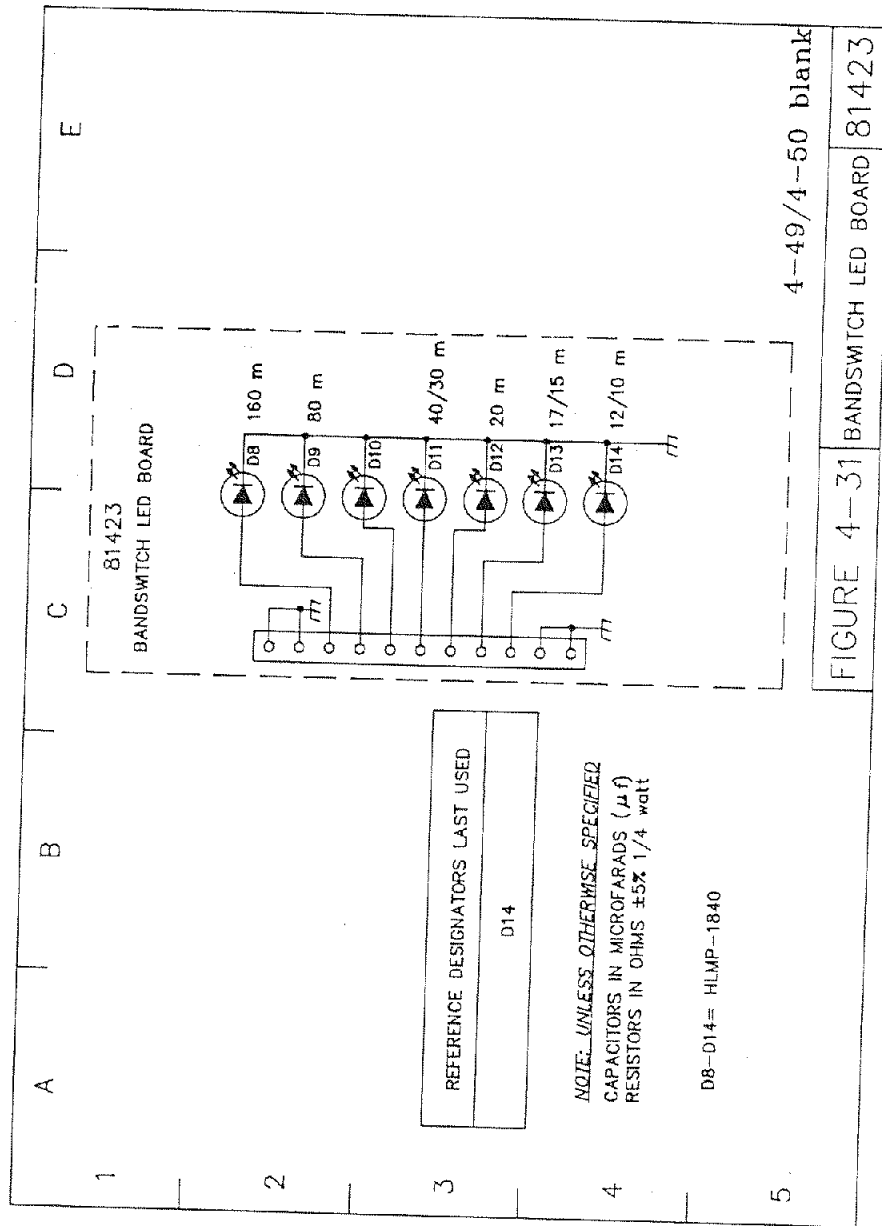 A
B
C
D
E
1
2
3
4
5
81423
BANDSWITCH LED BOARD
D8
160 m
D9
80 m
D10
D11
40/30 m
D12
20 m
D13
17/15 m
D14
12/10 m
REFERENCE DESIGNATORS LAST USED
D14
NOTE: UNLESS OTHERWISE SPECIFIED
CAPACITORS IN MICROFARADS (µf)
RESISTORS IN OHMS ±5% 1/4 watt
D8-D14= HLMP-1840
4-49/4-50 blank
FIGURE 4-31
BANDSWITCH LED BOARD
81423